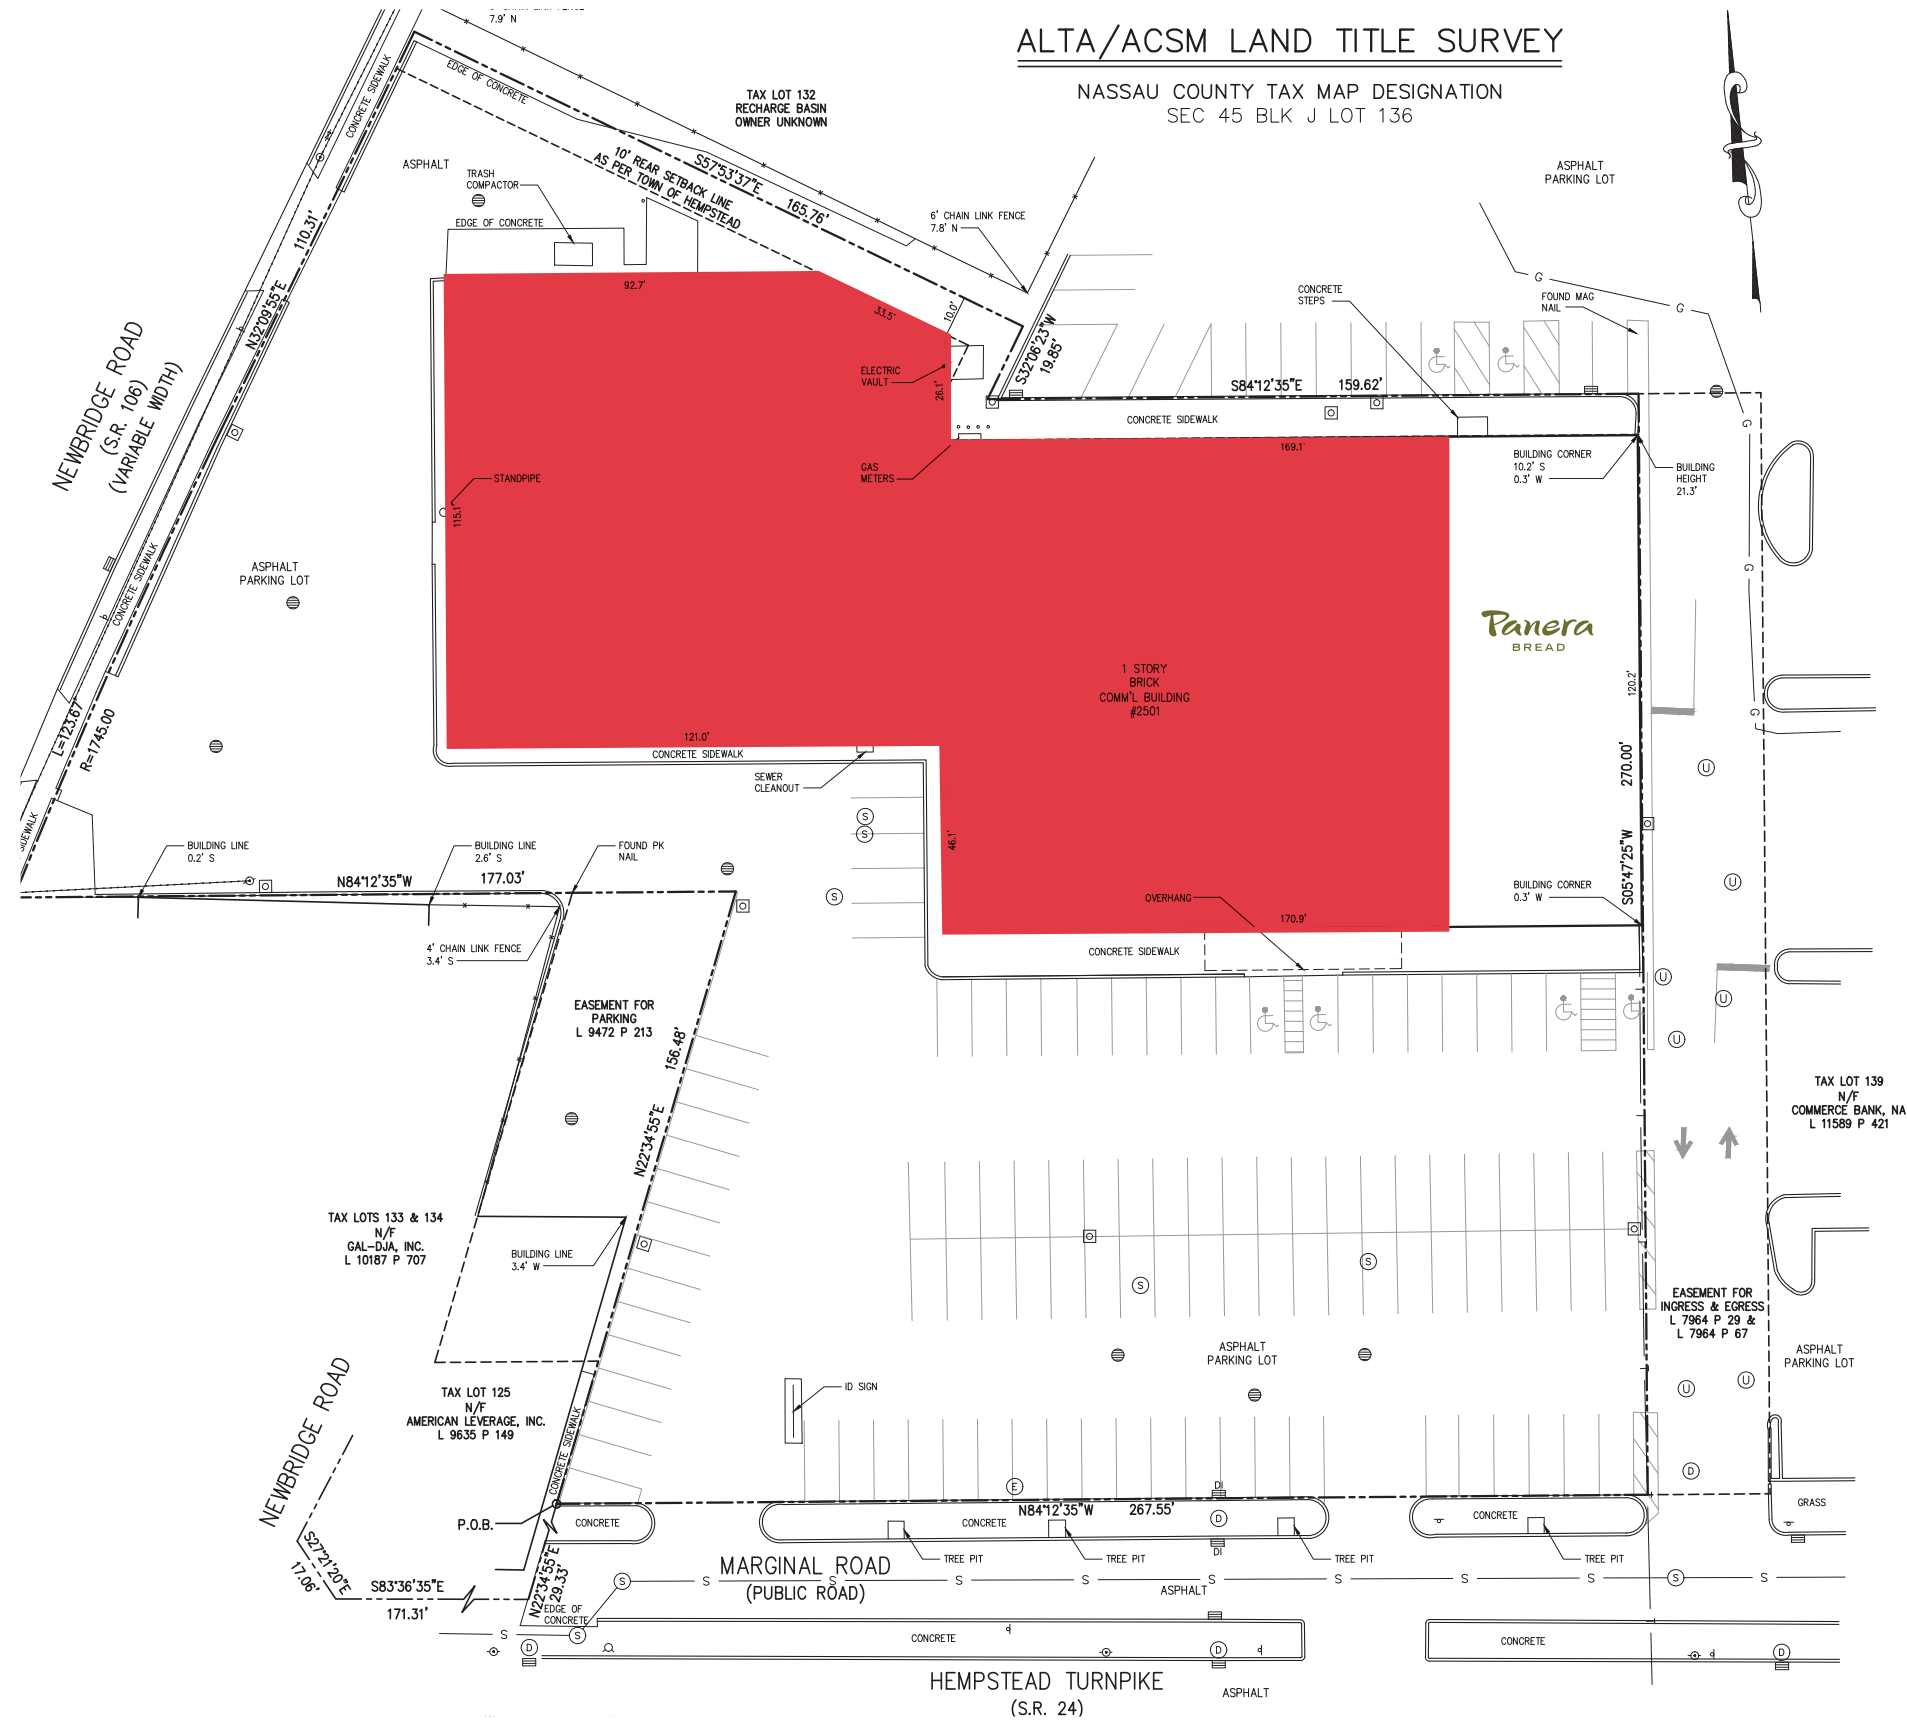 7.9' N
ALTA/ACSM LAND TITLE SURVEY
NASSAU COUNTY TAX MAP DESIGNATION
SEC 45 BLK J LOT 136
CONCRETE SIDEWALK
EDGE OF CONCRETE
TAX LOT 132
RECHARGE BASIN
OWNER UNKNOWN
10' REAR SETBACK LINE
AS PER TOWN OF HEMPSTEAD
S57°53'37"E
165.76'
ASPHALT
TRASH
COMPACTOR
EDGE OF CONCRETE
6' CHAIN LINK FENCE
7.8' N
ASPHALT
PARKING LOT
110.31'
N32°09'55"E
NEWBRIDGE ROAD
(S.R. 106)
(VARIABLE WIDTH)
92.7'
33.5'
10.0'
S32°06'23"W
19.85'
CONCRETE
STEPS
FOUND MAG
NAIL
G
G
G
G
G
ELECTRIC
VAULT
26.1'
S84°12'35"E
159.62'
CONCRETE SIDEWALK
169.1'
GAS
METERS
STANDPIPE
115.1'
BUILDING CORNER
10.2' S
0.3' W
BUILDING
HEIGHT
21.3'
CONCRETE SIDEWALK
ASPHALT
PARKING LOT
Panera
BREAD
1 STORY
BRICK
COMM'L BUILDING
#2501
120.2'
L=123.67'
R=1745.00
121.0'
CONCRETE SIDEWALK
SEWER
CLEANOUT
270.00'
S05°47'25"W
U
S
S
SIDEWALK
BUILDING LINE
0.2' S
BUILDING LINE
2.6' S
FOUND PK
NAIL
46.1'
N84°12'35"W
177.03'
S
U
BUILDING CORNER
0.3' W
OVERHANG
170.9'
4' CHAIN LINK FENCE
3.4' S
CONCRETE SIDEWALK
U
U
U
EASEMENT FOR
PARKING
L 9472 P 213
156.48'
N22°34'55"E
TAX LOT 139
N/F
COMMERCE BANK, NA
L 11589 P 421
TAX LOTS 133 & 134
N/F
GAL-DJA, INC.
L 10187 P 707
BUILDING LINE
3.4' W
S
S
EASEMENT FOR
INGRESS & EGRESS
L 7964 P 29 &
L 7964 P 67
ASPHALT
PARKING LOT
ASPHALT
PARKING LOT
U
U
ID SIGN
TAX LOT 125
N/F
AMERICAN LEVERAGE, INC.
L 9635 P 149
CONCRETE SIDEWALK
NEWBRIDGE ROAD
D
E
DI
N84°12'35"W
267.55'
GRASS
P.O.B.
CONCRETE
CONCRETE
D
CONCRETE
TREE PIT
TREE PIT
DI
TREE PIT
TREE PIT
S27°21'20"E
17.06'
MARGINAL ROAD
(PUBLIC ROAD)
S83°36'35"E
171.31'
N22°34'55"E
29.33'
S
S
S
S
S
S
S
S
S
S
S
ASPHALT
EDGE OF
CONCRETE
S
S
D
CONCRETE
D
CONCRETE
D
HEMPSTEAD TURNPIKE
(S.R. 24)
ASPHALT